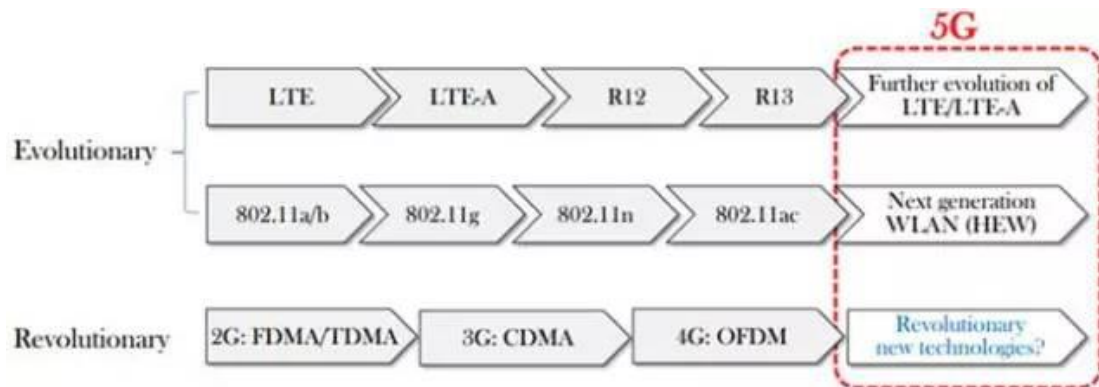 5G
LTE
LTE-A
R12
R13
Further evolution of
LTE/LTE-A
Evolutionary
802.11a/b
802.11g
802.11n
802.11ac
Next generation
WLAN (HEW)
Revolutionary
2G: FDMA/TDMA
3G: CDMA
4G: OFDM
Revolutionary
new technologies?